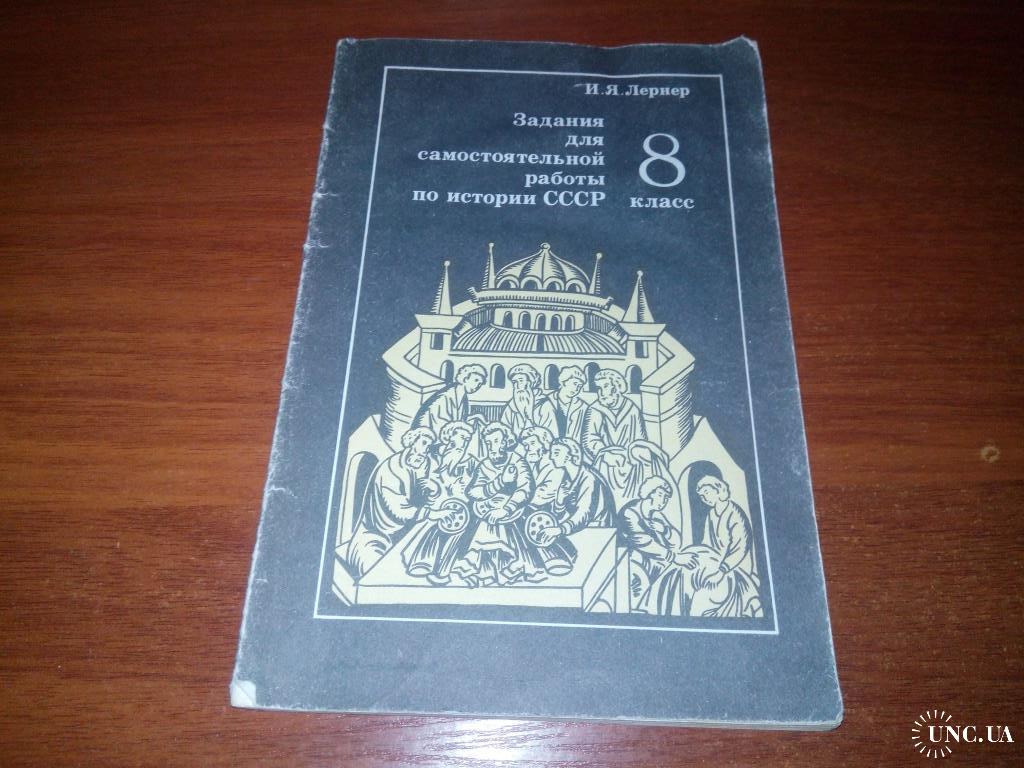 И.Я.Лернер
Задания
для
самостоятельной
работы
по истории СССР
8
класс
UNC.UA